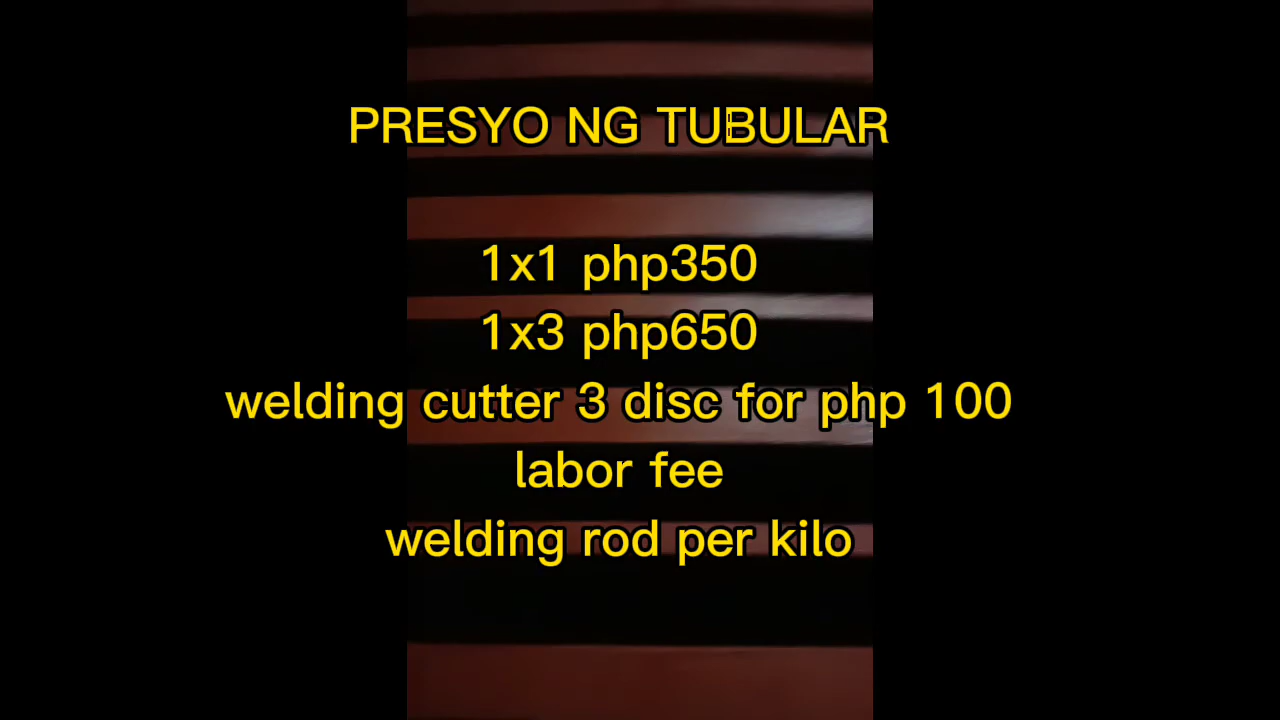 PRESYO NG TUBULAR
1x1 php350
1x3 php650
welding cutter 3 disc for php 100
labor fee
welding rod per kilo